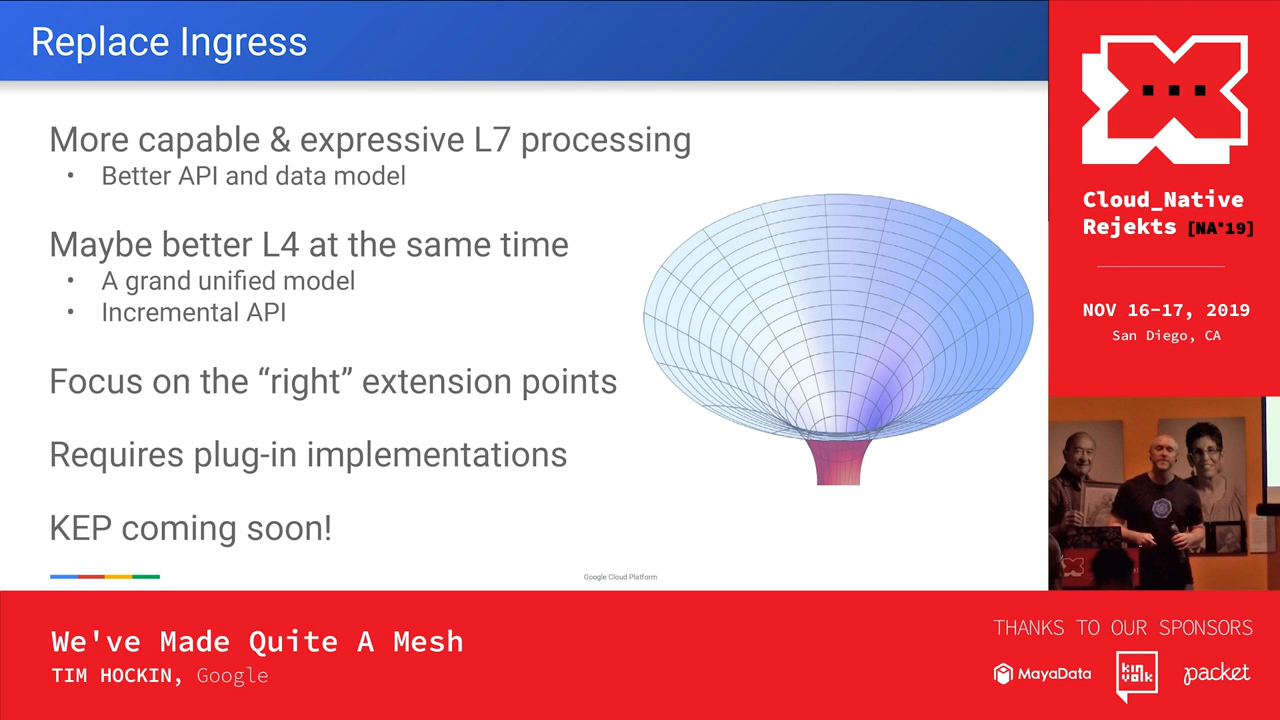 Replace Ingress
More capable & expressive L7 processing
• Better API and data model
Maybe better L4 at the same time
• A grand unified model
• Incremental API
Focus on the “right” extension points
Requires plug-in implementations
KEP coming soon!
Google Cloud Platform
Cloud_Native
Rejekts [NA'19]
NOV 16-17, 2019
San Diego, CA
We've Made Quite A Mesh
TIM HOCKIN, Google
THANKS TO OUR SPONSORS
MayaData
kin
volk
packet